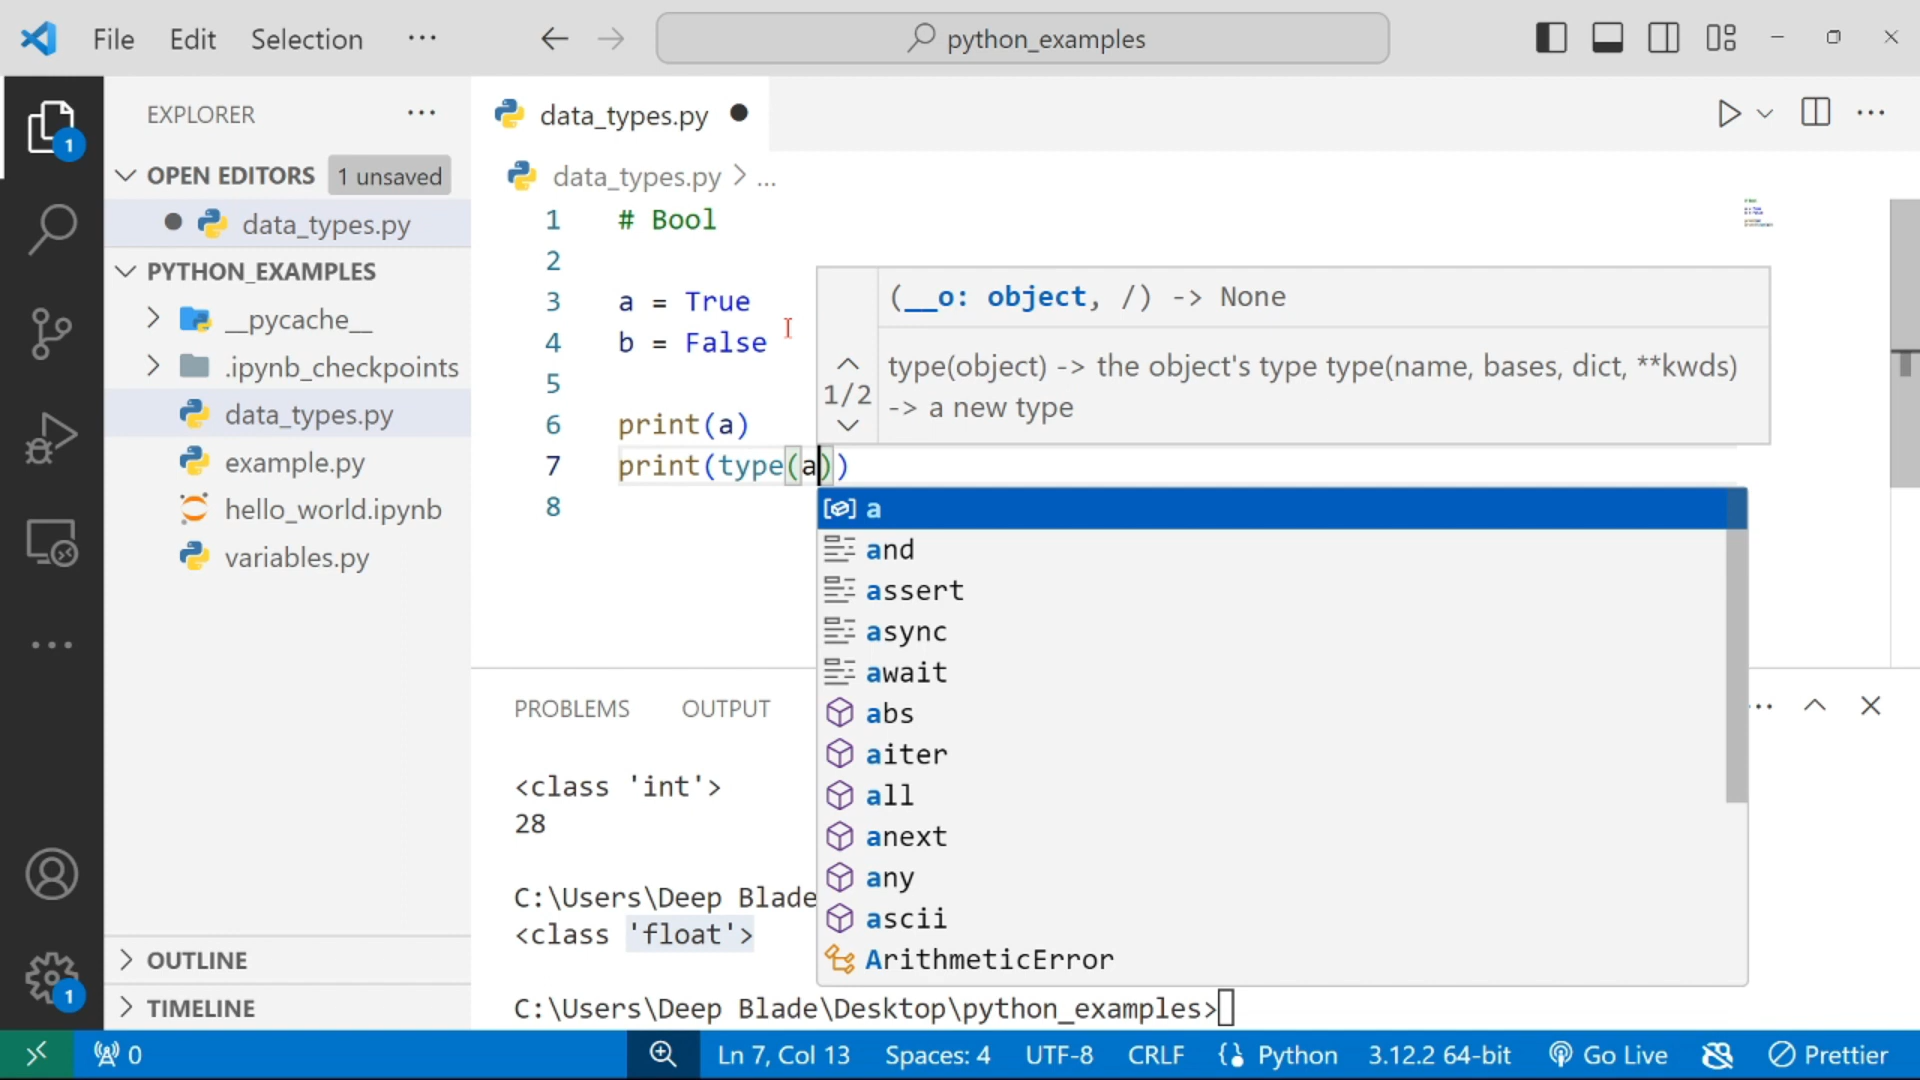 File Edit Selection ··· python_examples
EXPLORER ···
OPEN EDITORS 1 unsaved
data_types.py
PYTHON_EXAMPLES
__pycache__
.ipynb_checkpoints
data_types.py
example.py
hello_world.ipynb
variables.py
OUTLINE
TIMELINE
1
1
data_types.py
data_types.py > ...
1 # Bool
2
3 a = True
4 b = False
5
6 print(a)
7 print(type(a))
8
(__o: object, /) -> None
1/2
type(object) -> the object's type type(name, bases, dict, **kwds)
-> a new type
a
and
assert
async
await
abs
aiter
all
anext
any
ascii
ArithmeticError
PROBLEMS OUTPUT ···
<class 'int'>
28
C:\Users\Deep Blade
<class 'float'>
C:\Users\Deep Blade\Desktop\python_examples>
0 Ln 7, Col 13 Spaces: 4 UTF-8 CRLF Python 3.12.2 64-bit Go Live Prettier